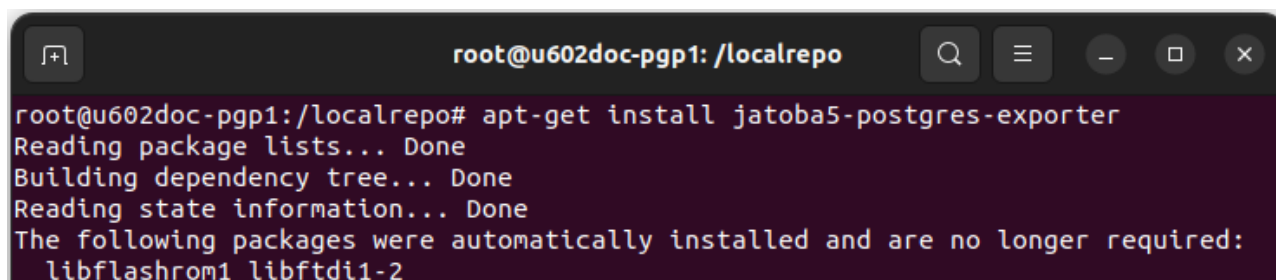 root@u602doc-pgp1: /localrepo
root@u602doc-pgp1:/localrepo# apt-get install jatoba5-postgres-exporter
Reading package lists... Done
Building dependency tree... Done
Reading state information... Done
The following packages were automatically installed and are no longer required:
  libflashrom1 libftdi1-2